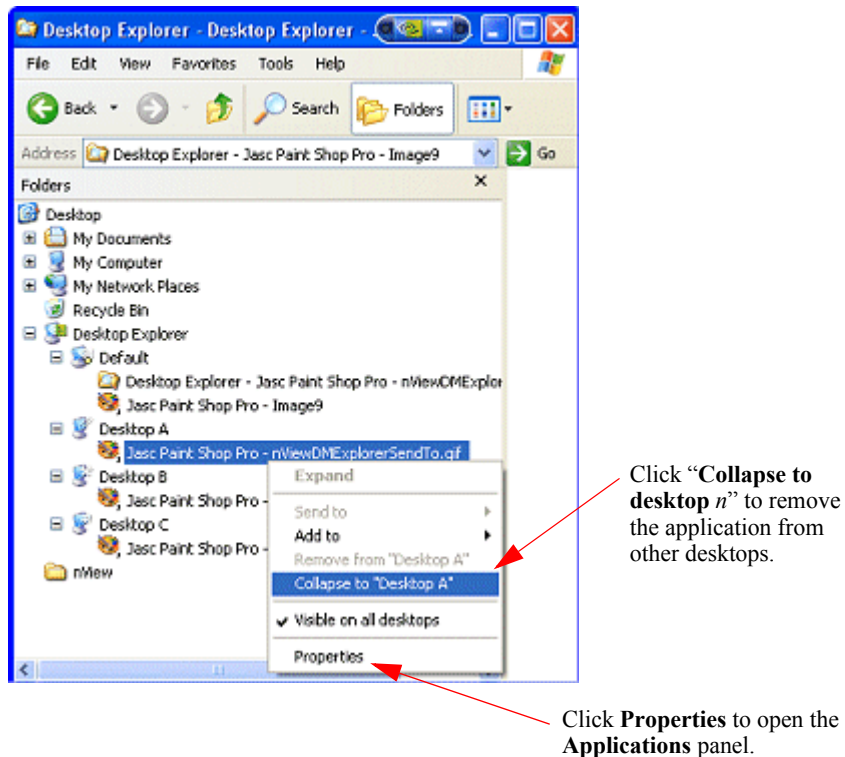 Desktop Explorer - Desktop Explorer -
File Edit View Favorites Tools Help
Back Search Folders
Address Desktop Explorer - Jasc Paint Shop Pro - Image9 Go
Folders
Desktop
My Documents
My Computer
My Network Places
Recycle Bin
Desktop Explorer
Default
Desktop Explorer - Jasc Paint Shop Pro - nViewDMExplor
Jasc Paint Shop Pro - Image9
Desktop A
Jasc Paint Shop Pro - nViewDMExplorerSendTo.gif
Desktop B
Jasc Paint Shop Pro -
Desktop C
Jasc Paint Shop Pro -
nView
Expand
Send to
Add to
Remove from "Desktop A"
Collapse to "Desktop A"
Visible on all desktops
Properties
Click “Collapse to
desktop n” to remove
the application from
other desktops.
Click Properties to open the
Applications panel.